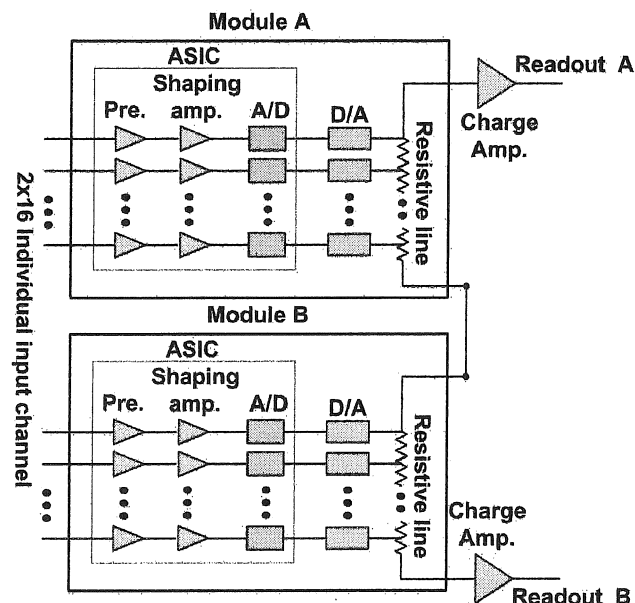 Module A
ASIC
Shaping
Pre. amp. A/D D/A
Resistive line
Readout A
Charge
Amp.
2x16 Individual input channel
Module B
ASIC
Shaping
Pre. amp. A/D D/A
Resistive line
Charge
Amp.
Readout B